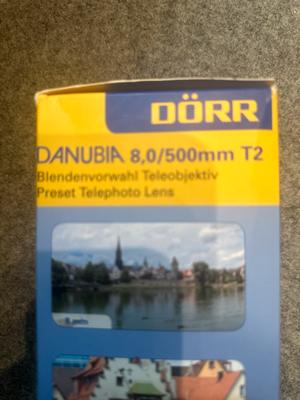 DÖRR
DANUBIA 8,0/500mm T2
Blendenvorwahl Teleobjektiv
Preset Telephoto Lens